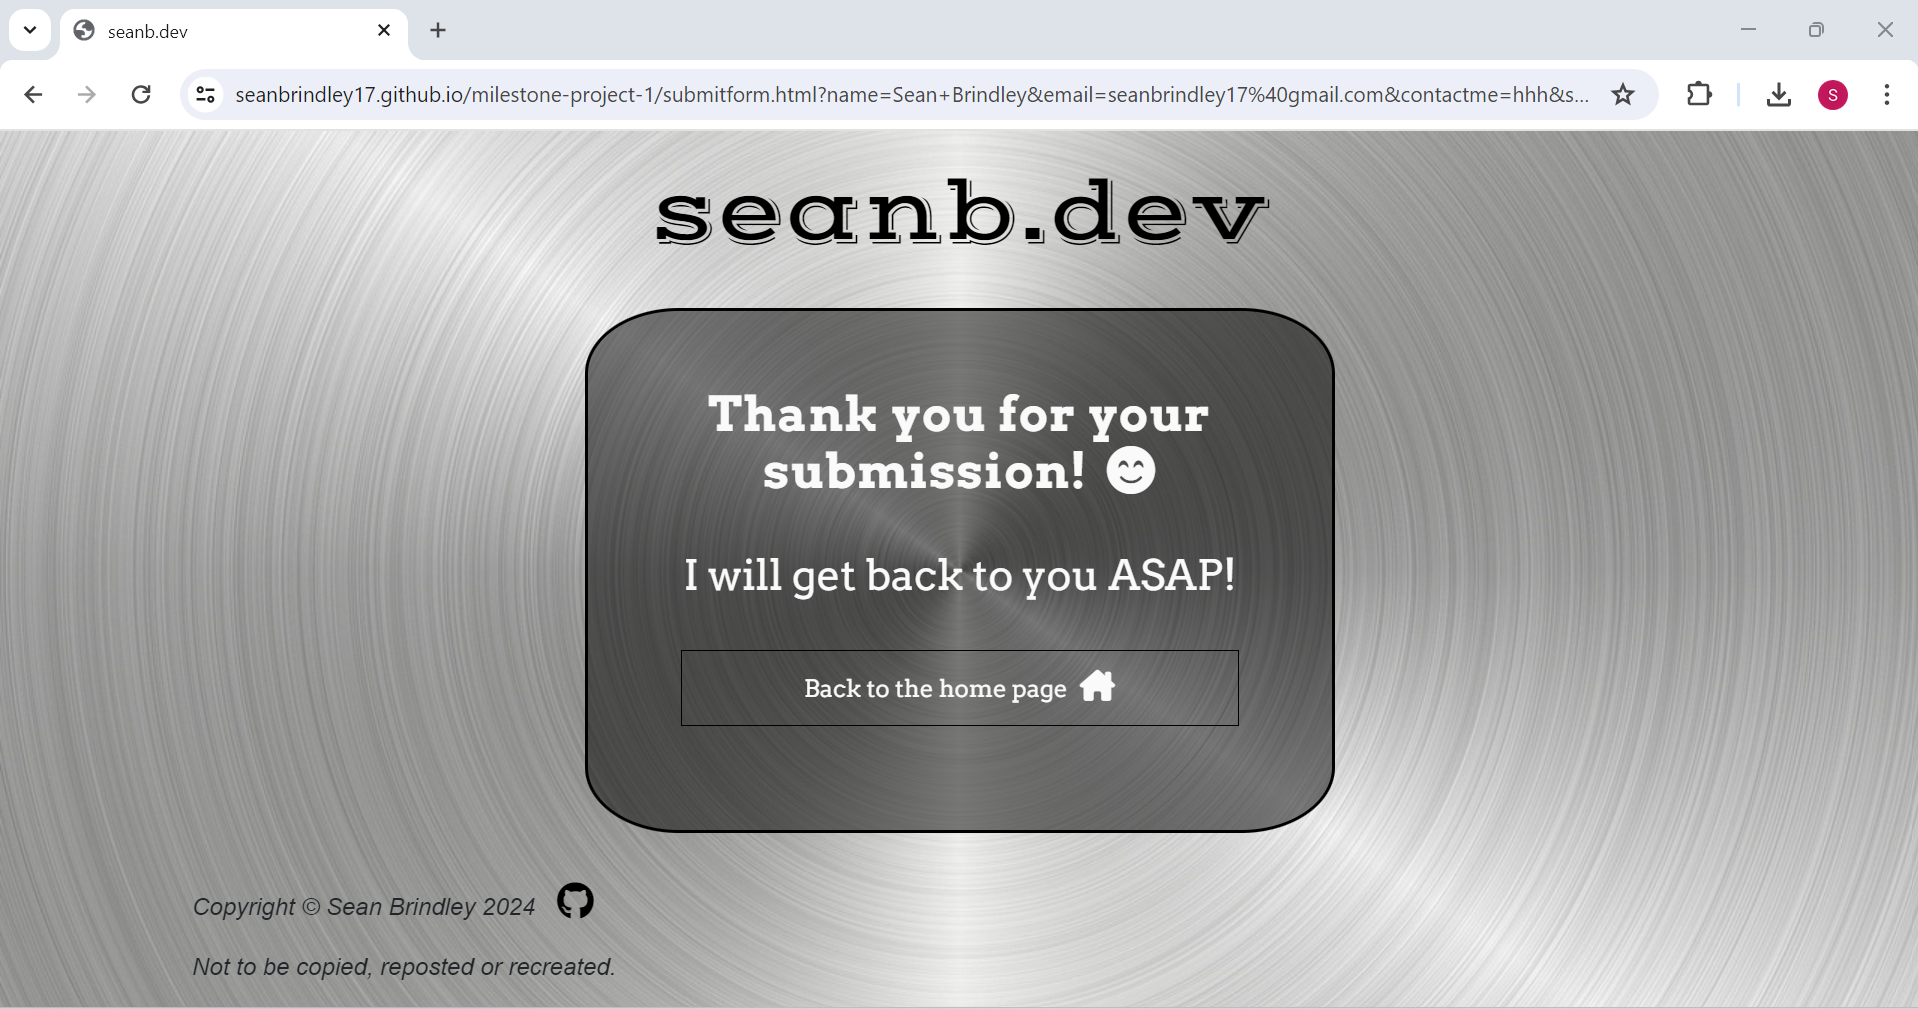 seanb.dev
seanbrindley17.github.io/milestone-project-1/submitform.html?name=Sean+Brindley&email=seanbrindley17%40gmail.com&contactme=hhh&s...
S
seanb.dev
Thank you for your
submission!
I will get back to you ASAP!
Back to the home page
Copyright © Sean Brindley 2024
Not to be copied, reposted or recreated.